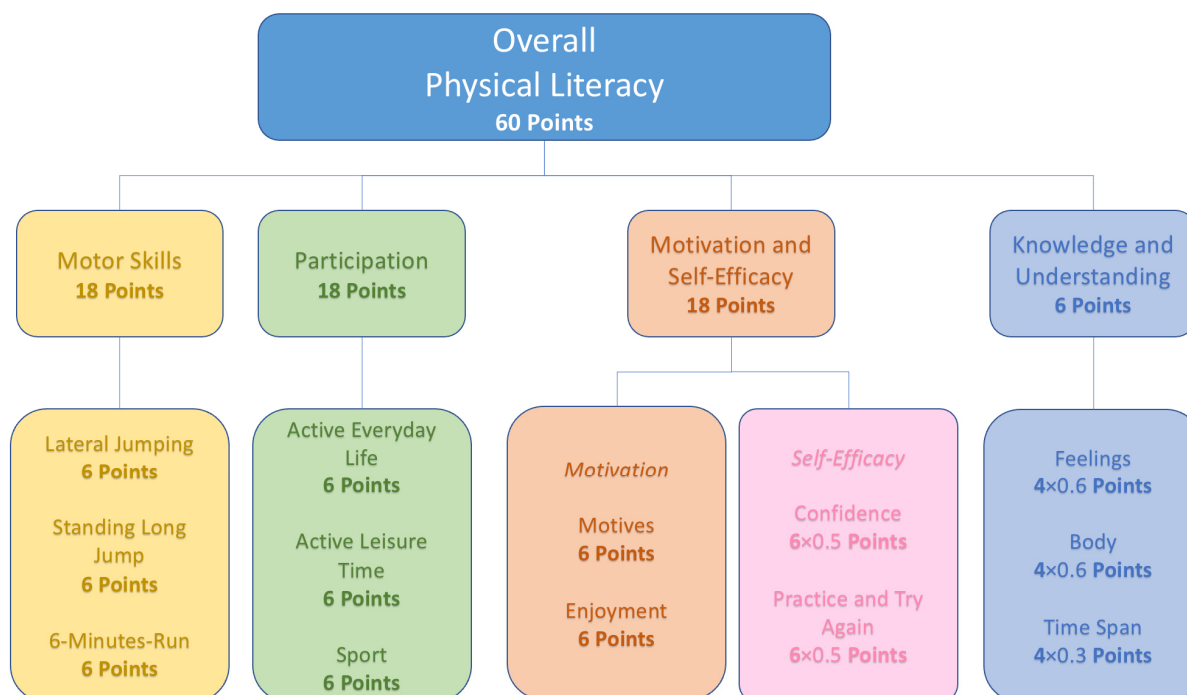 Overall
Physical Literacy
60 Points
Motor Skills
18 Points
Participation
18 Points
Motivation and
Self-Efficacy
18 Points
Knowledge and
Understanding
6 Points
Lateral Jumping
6 Points
Standing Long
Jump
6 Points
6-Minutes-Run
6 Points
Active Everyday
Life
6 Points
Active Leisure
Time
6 Points
Sport
6 Points
Motivation
Motives
6 Points
Enjoyment
6 Points
Self-Efficacy
Confidence
6×0.5 Points
Practice and Try
Again
6×0.5 Points
Feelings
4×0.6 Points
Body
4×0.6 Points
Time Span
4×0.3 Points